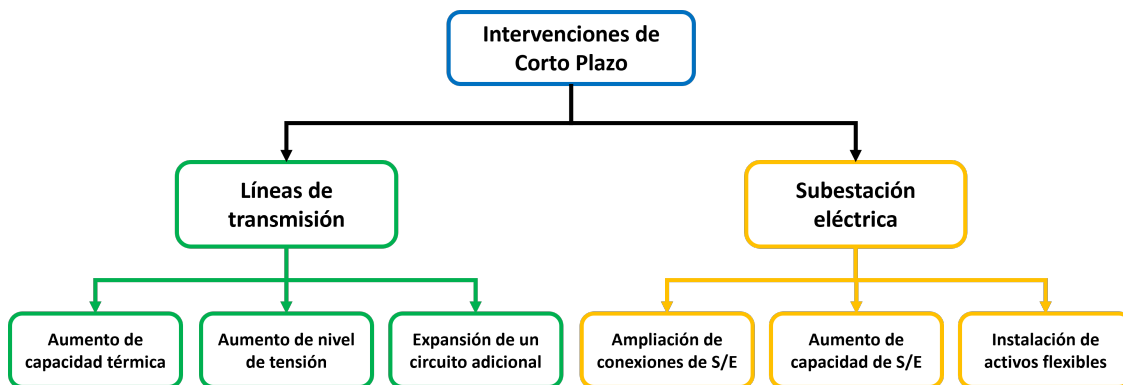 Intervenciones de
Corto Plazo
Líneas de
transmisión
Subestación
eléctrica
Aumento de
capacidad térmica
Aumento de nivel
de tensión
Expansión de un
circuito adicional
Ampliación de
conexiones de S/E
Aumento de
capacidad de S/E
Instalación de
activos flexibles